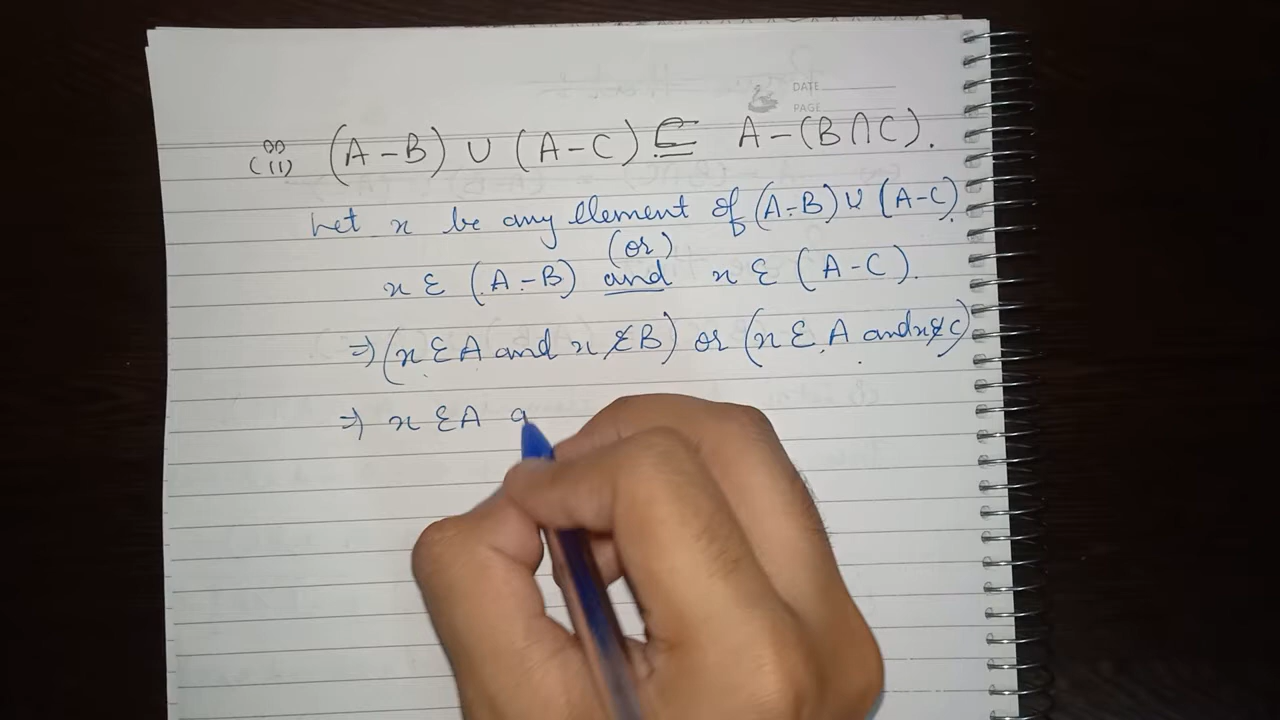 DATE
PAGE
(ii) (A-B) ∪ (A-C) ⊆ A-(B∩C).
Let x be any element of (A-B) ∪ (A-C).
(or)
x ∈ (A-B) and x ∈ (A-C).
⇒ (x ∈ A and x ∉ B) or (x ∈ A and x ∉ C)
⇒ x ∈ A a